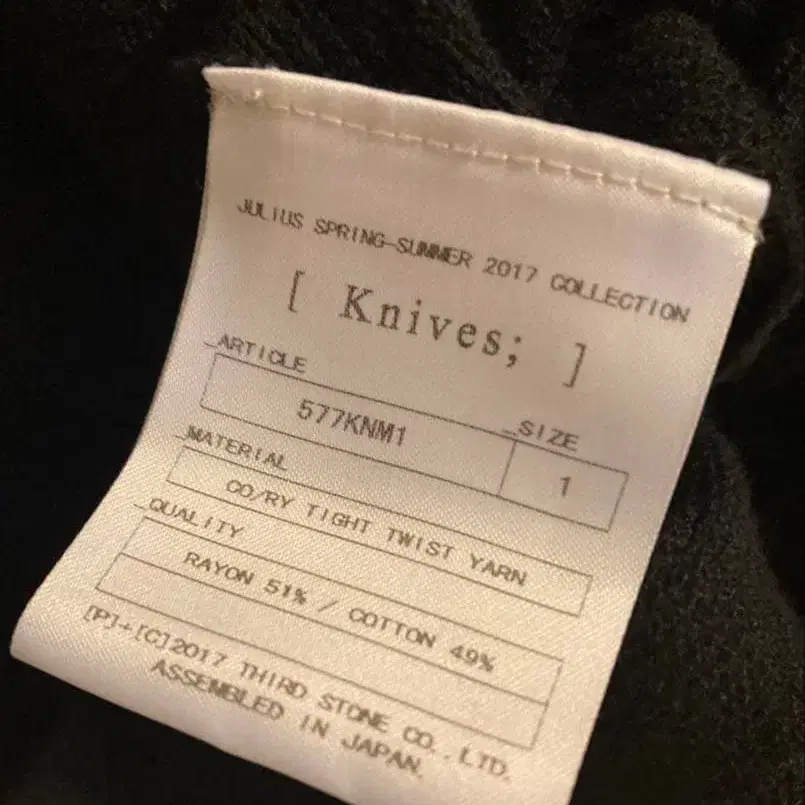 JULIUS SPRING-SUMMER 2017 COLLECTION
[ Knives; ]
_ARTICLE
577KNM1
_SIZE
1
_MATERIAL
CO/RY TIGHT TWIST YARN
_QUALITY
RAYON 51% / COTTON 49%
[P]+[C]2017 THIRD STONE CO.,LTD.
ASSEMBLED IN JAPAN.